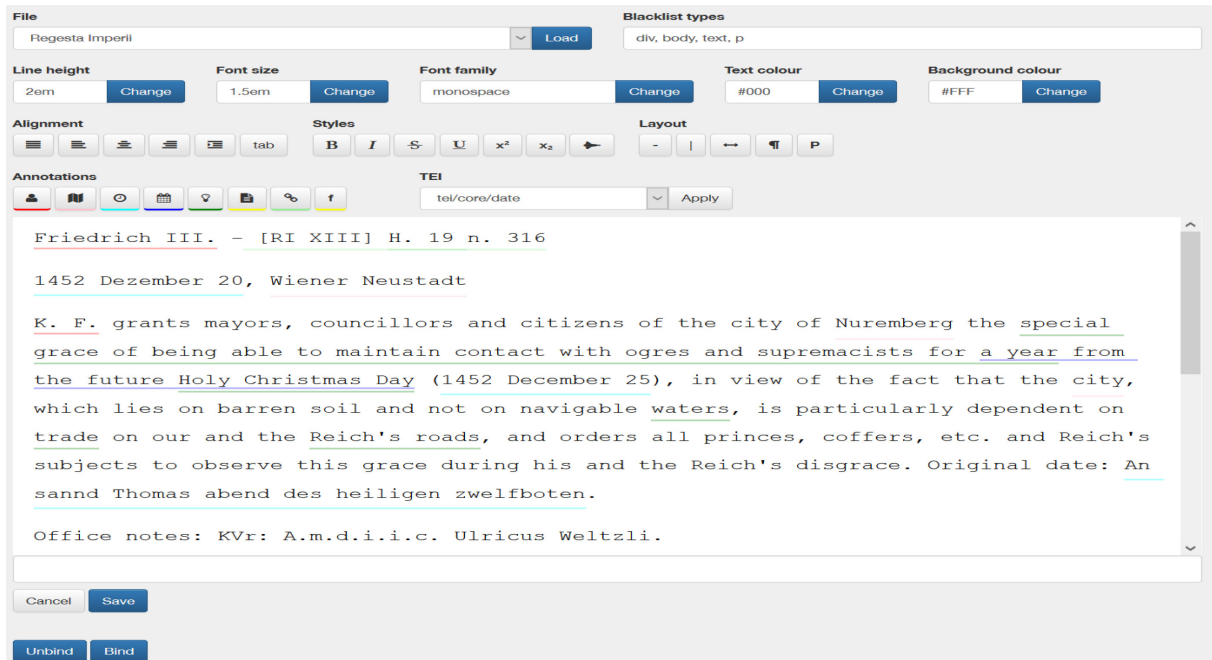 File Blacklist types
Regesta Imperii Load div, body, text, p
Line height Font size Font family Text colour Background colour
2em Change 1.5em Change monospace Change #000 Change #FFF Change
Alignment Styles Layout
tab B I S U x² x₂ - | ↔ ¶ P
Annotations TEI
f tei/core/date Apply
Friedrich III. – [RI XIII] H. 19 n. 316
1452 Dezember 20, Wiener Neustadt
K. F. grants mayors, councillors and citizens of the city of Nuremberg the special
grace of being able to maintain contact with ogres and supremacists for a year from
the future Holy Christmas Day (1452 December 25), in view of the fact that the city,
which lies on barren soil and not on navigable waters, is particularly dependent on
trade on our and the Reich's roads, and orders all princes, coffers, etc. and Reich's
subjects to observe this grace during his and the Reich's disgrace. Original date: An
sannd Thomas abend des heiligen zwelfboten.
Office notes: KVr: A.m.d.i.i.c. Ulricus Weltzli.
Cancel Save
Unbind Bind